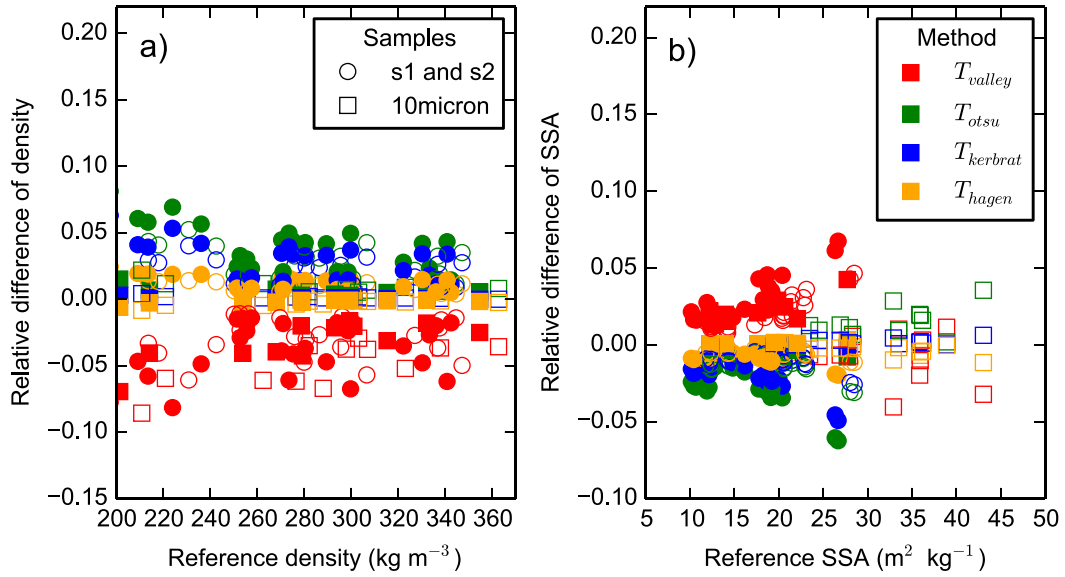 a)
Samples
s1 and s2
10micron
Relative difference of density
0.20
0.15
0.10
0.05
0.00
−0.05
−0.10
−0.15
200 220 240 260 280 300 320 340 360
Reference density (kg m⁻³)
b)
Method
T_valley
T_otsu
T_kerbrat
T_hagen
Relative difference of SSA
0.20
0.15
0.10
0.05
0.00
−0.05
−0.10
5 10 15 20 25 30 35 40 45 50
Reference SSA (m² kg⁻¹)